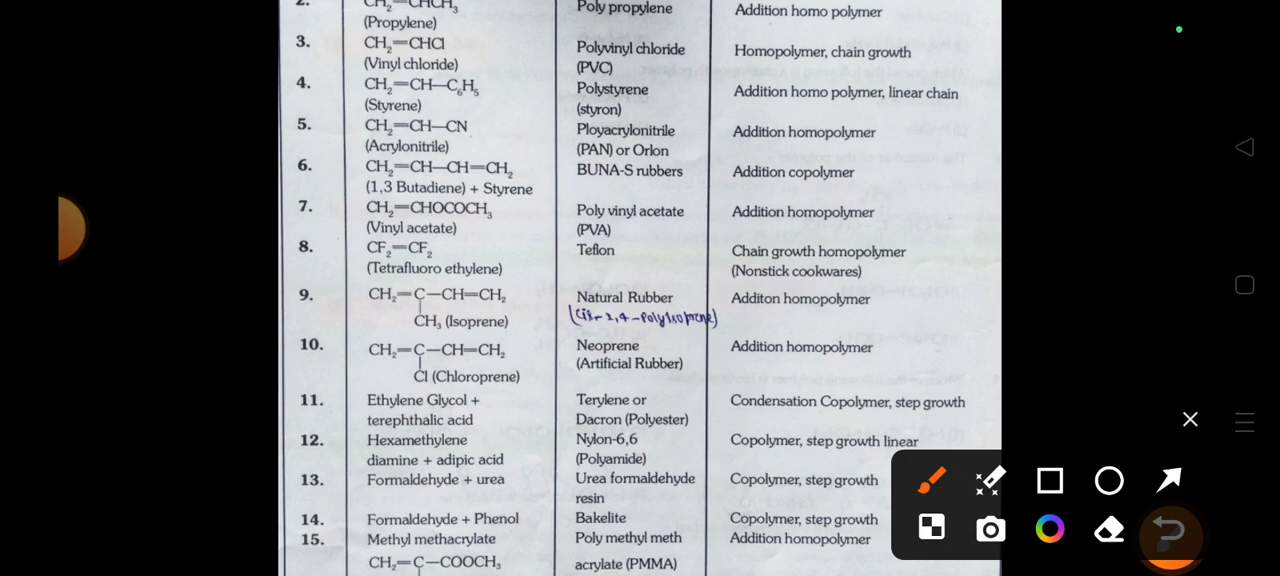 2. CH₂=CHCH₃ Poly propylene Addition homo polymer
(Propylene)
3. CH₂=CHCl Polyvinyl chloride Homopolymer, chain growth
(Vinyl chloride) (PVC)
4. CH₂=CH—C₆H₅ Polystyrene Addition homo polymer, linear chain
(Styrene) (styron)
5. CH₂=CH—CN Ployacrylonitrile Addition homopolymer
(Acrylonitrile) (PAN) or Orlon
6. CH₂=CH—CH=CH₂ BUNA-S rubbers Addition copolymer
(1,3 Butadiene) + Styrene
7. CH₂=CHOCOCH₃ Poly vinyl acetate Addition homopolymer
(Vinyl acetate) (PVA)
8. CF₂=CF₂ Teflon Chain growth homopolymer
(Tetrafluoro ethylene) (Nonstick cookwares)
9. CH₂=C—CH=CH₂ Natural Rubber Additon homopolymer
CH₃ (Isoprene)
10. CH₂=C—CH=CH₂ Neoprene Addition homopolymer
(Artificial Rubber)
Cl (Chloroprene)
11. Ethylene Glycol + Terylene or Condensation Copolymer, step growth
terephthalic acid Dacron (Polyester)
12. Hexamethylene Nylon-6,6 Copolymer, step growth linear
diamine + adipic acid (Polyamide)
13. Formaldehyde + urea Urea formaldehyde Copolymer, step growth
resin
14. Formaldehyde + Phenol Bakelite Copolymer, step growth
15. Methyl methacrylate Poly methyl meth Addition homopolymer
CH₂=C—COOCH₃ acrylate (PMMA)